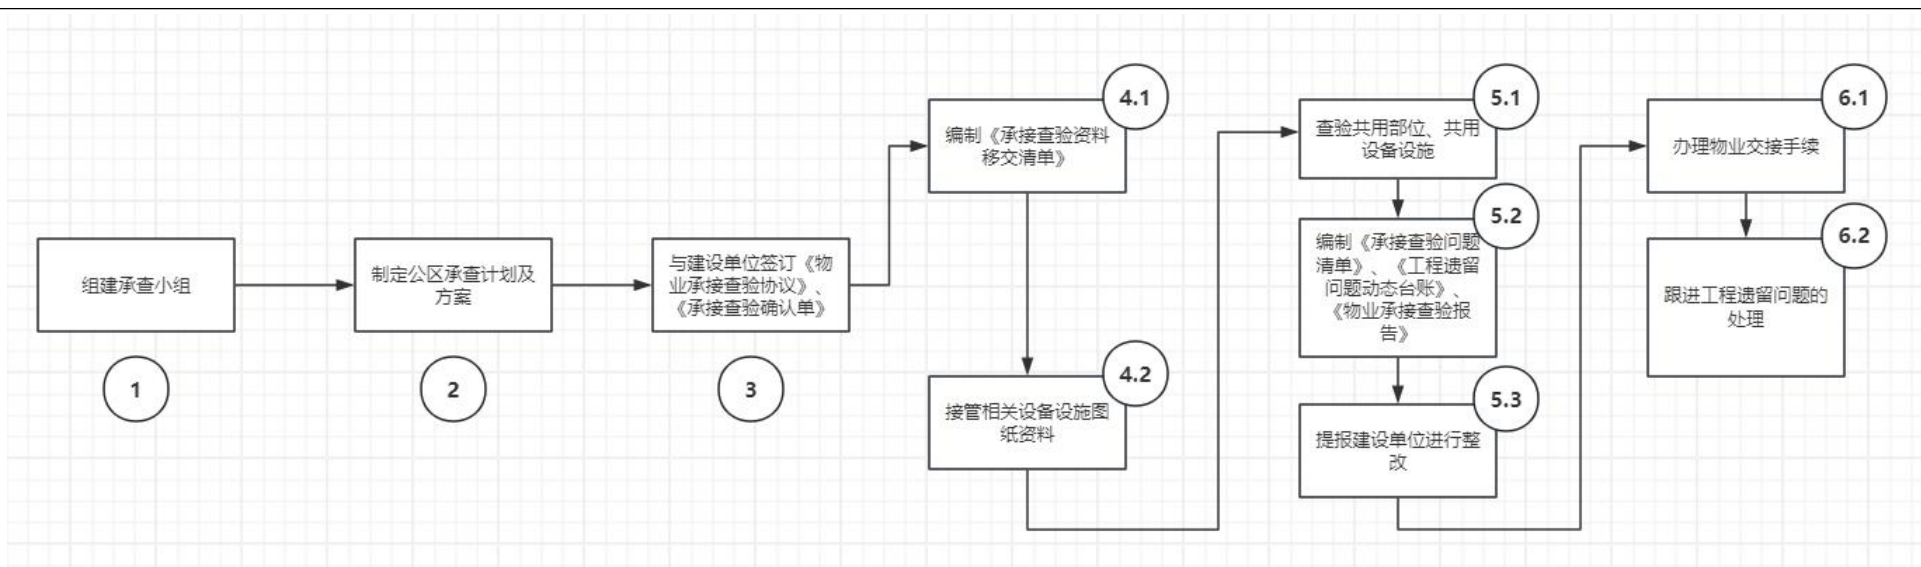 组建承查小组
1
制定公区承查计划及
方案
2
与建设单位签订《物
业承接查验协议》、
《承接查验确认单》
3
4.1
编制《承接查验资料
移交清单》
4.2
接管相关设备设施图
纸资料
5.1
查验共用部位、共用
设备设施
5.2
编制《承接查验问题
清单》、《工程遗留
问题动态台账》、
《物业承接查验报
告》
5.3
提报建设单位进行整
改
6.1
办理物业交接手续
6.2
跟进工程遗留问题的
处理